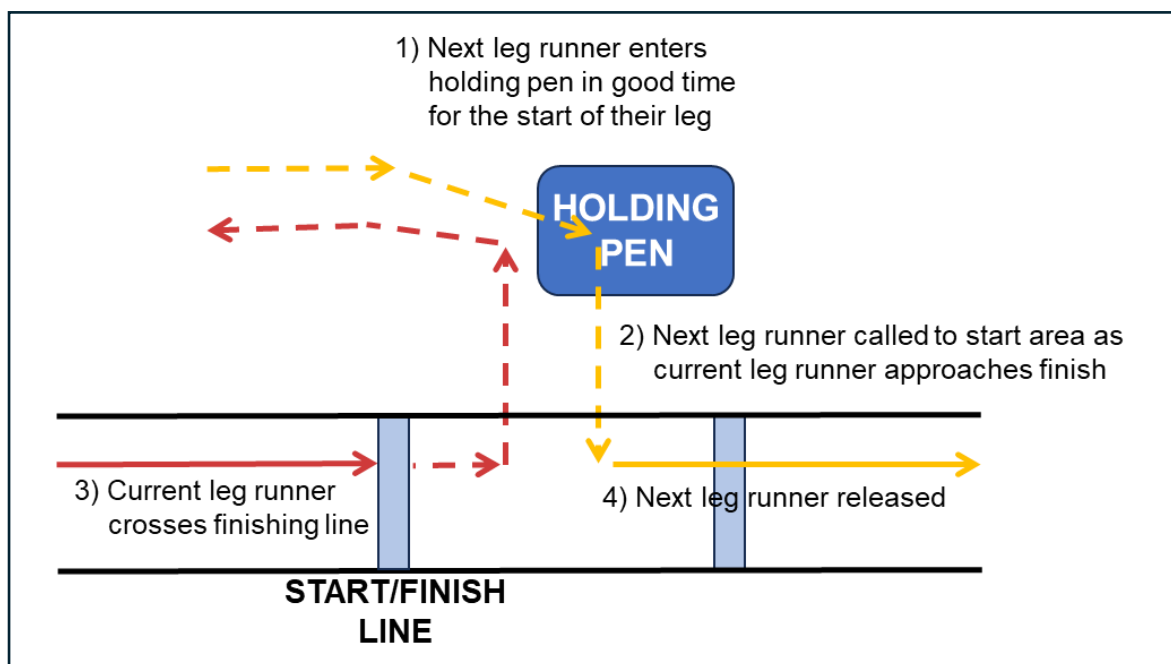 1) Next leg runner enters
holding pen in good time
for the start of their leg
HOLDING
PEN
2) Next leg runner called to start area as
current leg runner approaches finish
3) Current leg runner
crosses finishing line
4) Next leg runner released
START/FINISH
LINE